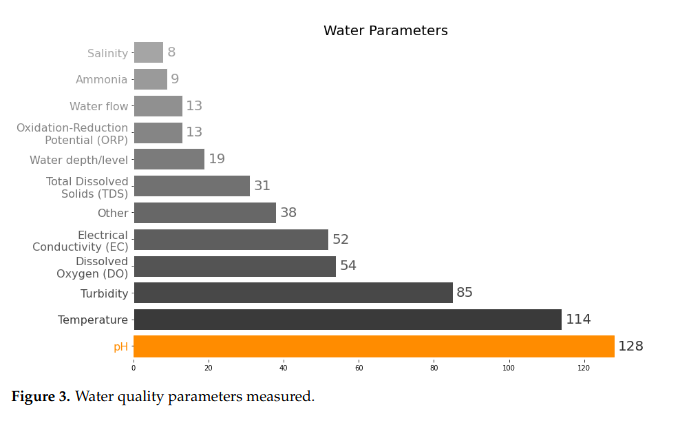 Water Parameters
Salinity 8
Ammonia 9
Water flow 13
Oxidation-Reduction
Potential (ORP) 13
Water depth/level 19
Total Dissolved
Solids (TDS) 31
Other 38
Electrical
Conductivity (EC) 52
Dissolved
Oxygen (DO) 54
Turbidity 85
Temperature 114
pH 128
0 20 40 60 80 100 120
Figure 3. Water quality parameters measured.